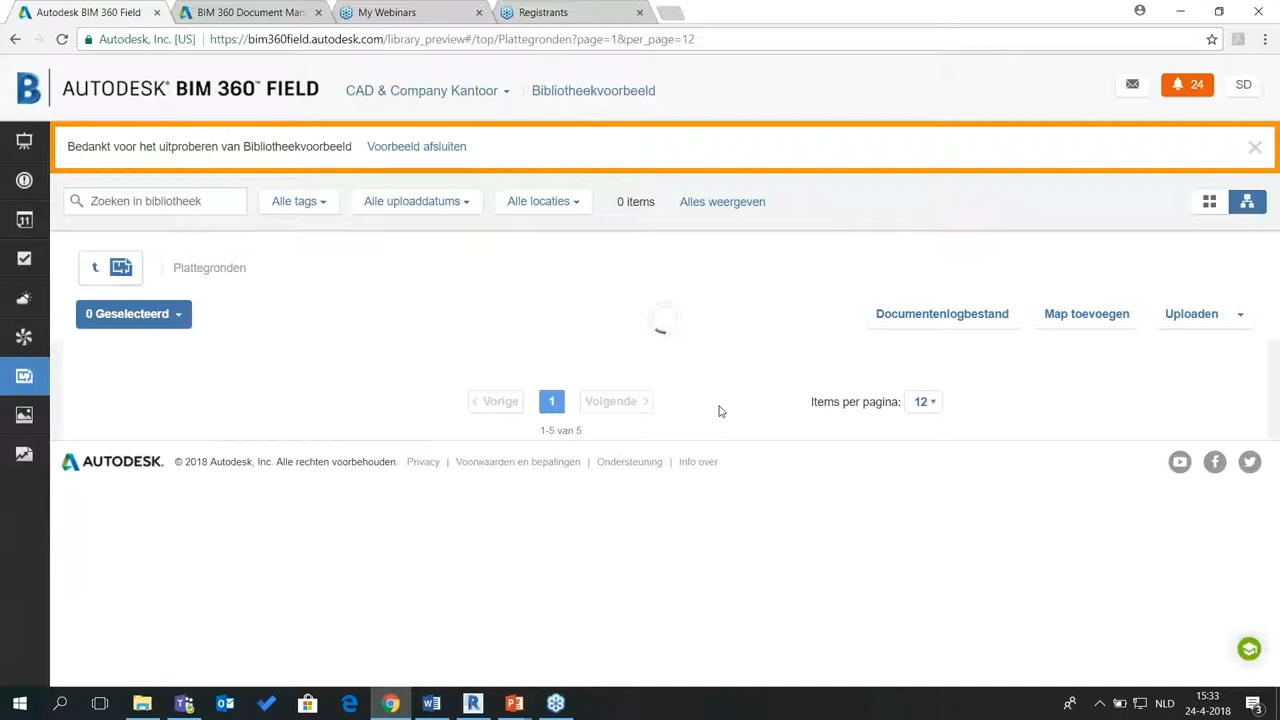 Autodesk BIM 360 Field
BIM 360 Document Man
My Webinars
Registrants
Autodesk, Inc. [US] https://bim360field.autodesk.com/library_preview#/top/Plattegronden?page=1&per_page=12
AUTODESK® BIM 360™ FIELD
CAD & Company Kantoor
Bibliotheekvoorbeeld
24
SD
Bedankt voor het uitproberen van Bibliotheekvoorbeeld
Voorbeeld afsluiten
Zoeken in bibliotheek
Alle tags
Alle uploaddatums
Alle locaties
0 items
Alles weergeven
Plattegronden
0 Geselecteerd
Documentenlogbestand
Map toevoegen
Uploaden
Vorige
1
Volgende
Items per pagina: 12
1-5 van 5
AUTODESK. © 2018 Autodesk, Inc. Alle rechten voorbehouden. Privacy | Voorwaarden en bepalingen | Ondersteuning | Info over
NLD
15:33
24-4-2018
3